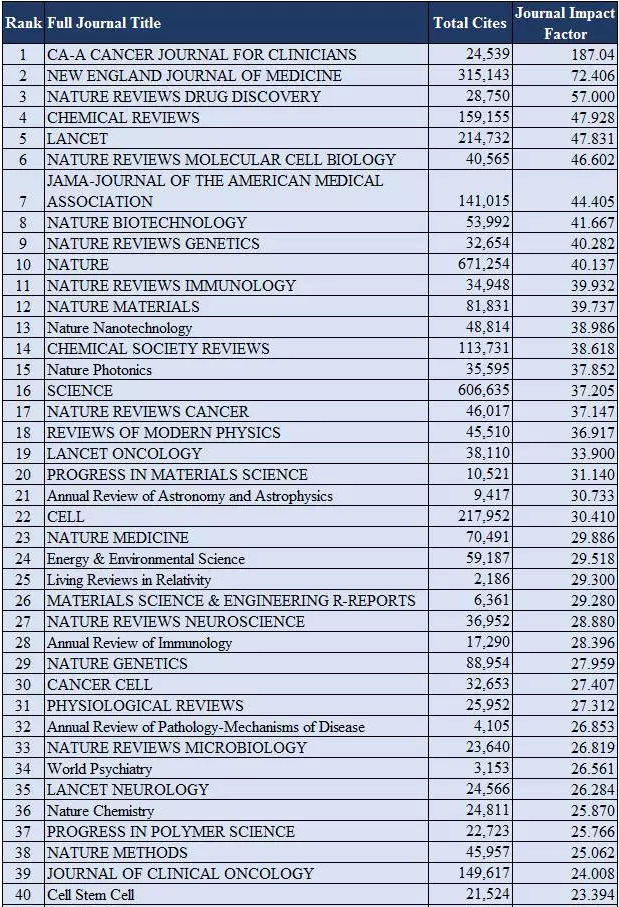 Rank Full Journal Title Total Cites Journal Impact Factor
1 CA-A CANCER JOURNAL FOR CLINICIANS 24,539 187.04
2 NEW ENGLAND JOURNAL OF MEDICINE 315,143 72.406
3 NATURE REVIEWS DRUG DISCOVERY 28,750 57.000
4 CHEMICAL REVIEWS 159,155 47.928
5 LANCET 214,732 47.831
6 NATURE REVIEWS MOLECULAR CELL BIOLOGY 40,565 46.602
JAMA-JOURNAL OF THE AMERICAN MEDICAL
7 ASSOCIATION 141,015 44.405
8 NATURE BIOTECHNOLOGY 53,992 41.667
9 NATURE REVIEWS GENETICS 32,654 40.282
10 NATURE 671,254 40.137
11 NATURE REVIEWS IMMUNOLOGY 34,948 39.932
12 NATURE MATERIALS 81,831 39.737
13 Nature Nanotechnology 48,814 38.986
14 CHEMICAL SOCIETY REVIEWS 113,731 38.618
15 Nature Photonics 35,595 37.852
16 SCIENCE 606,635 37.205
17 NATURE REVIEWS CANCER 46,017 37.147
18 REVIEWS OF MODERN PHYSICS 45,510 36.917
19 LANCET ONCOLOGY 38,110 33.900
20 PROGRESS IN MATERIALS SCIENCE 10,521 31.140
21 Annual Review of Astronomy and Astrophysics 9,417 30.733
22 CELL 217,952 30.410
23 NATURE MEDICINE 70,491 29.886
24 Energy & Environmental Science 59,187 29.518
25 Living Reviews in Relativity 2,186 29.300
26 MATERIALS SCIENCE & ENGINEERING R-REPORTS 6,361 29.280
27 NATURE REVIEWS NEUROSCIENCE 36,952 28.880
28 Annual Review of Immunology 17,290 28.396
29 NATURE GENETICS 88,954 27.959
30 CANCER CELL 32,653 27.407
31 PHYSIOLOGICAL REVIEWS 25,952 27.312
32 Annual Review of Pathology-Mechanisms of Disease 4,105 26.853
33 NATURE REVIEWS MICROBIOLOGY 23,640 26.819
34 World Psychiatry 3,153 26.561
35 LANCET NEUROLOGY 24,566 26.284
36 Nature Chemistry 24,811 25.870
37 PROGRESS IN POLYMER SCIENCE 22,723 25.766
38 NATURE METHODS 45,957 25.062
39 JOURNAL OF CLINICAL ONCOLOGY 149,617 24.008
40 Cell Stem Cell 21,524 23.394